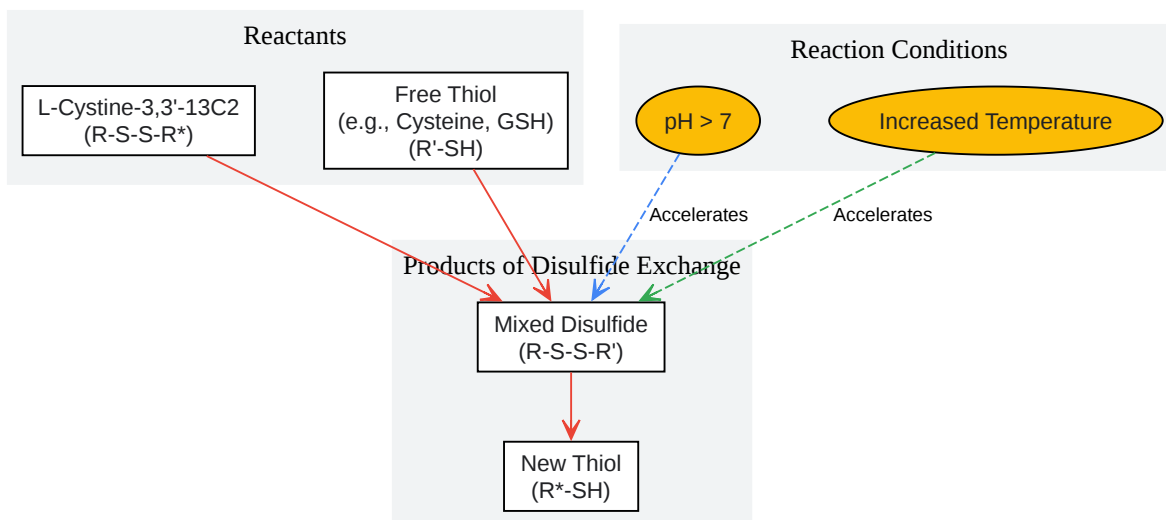 Reactants
Reaction Conditions
L-Cystine-3,3'-13C2
(R-S-S-R*)
Free Thiol
(e.g., Cysteine, GSH)
(R'-SH)
pH > 7
Increased Temperature
Accelerates
Accelerates
Products of Disulfide Exchange
Mixed Disulfide
(R-S-S-R')
New Thiol
(R*-SH)